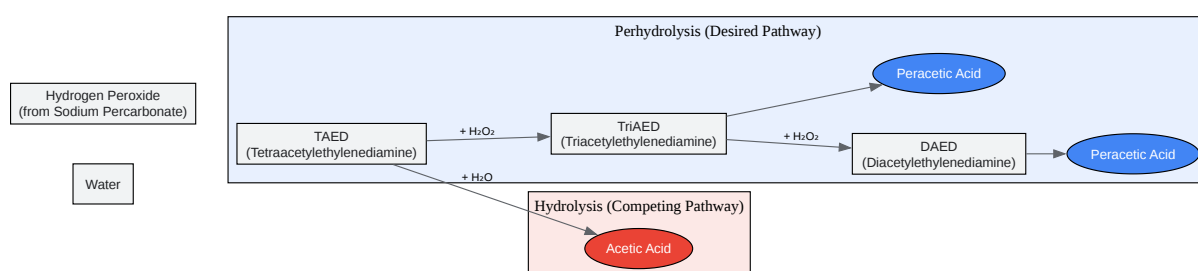 Perhydrolysis (Desired Pathway)
Peracetic Acid
Hydrogen Peroxide
(from Sodium Percarbonate)
TAED
(Tetraacetylethylenediamine)
+ H₂O₂
TriAED
(Triacetylethylenediamine)
+ H₂O₂
DAED
(Diacetylethylenediamine)
Peracetic Acid
Water
+ H₂O
Hydrolysis (Competing Pathway)
Acetic Acid